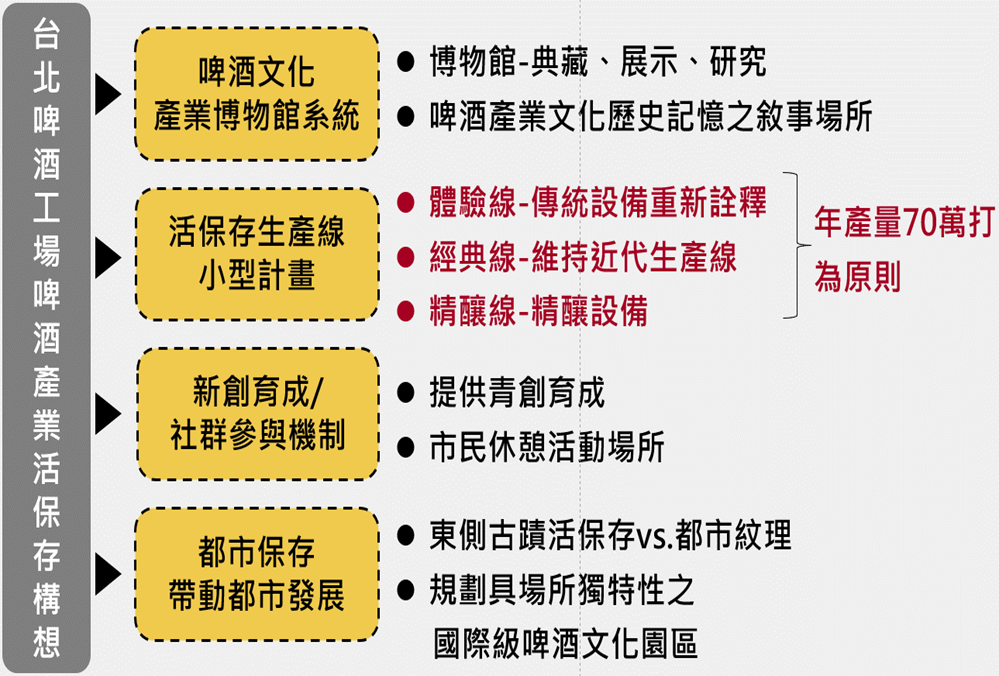 台北啤酒工場啤酒產業活保存構想
啤酒文化
產業博物館系統
● 博物館-典藏、展示、研究
● 啤酒產業文化歷史記憶之敘事場所
活保存生產線
小型計畫
● 體驗線-傳統設備重新詮釋
● 經典線-維持近代生產線
● 精釀線-精釀設備
年產量70萬打
為原則
新創育成/
社群參與機制
● 提供青創育成
● 市民休憩活動場所
都市保存
帶動都市發展
● 東側古蹟活保存vs.都市紋理
● 規劃具場所獨特性之
國際級啤酒文化園區